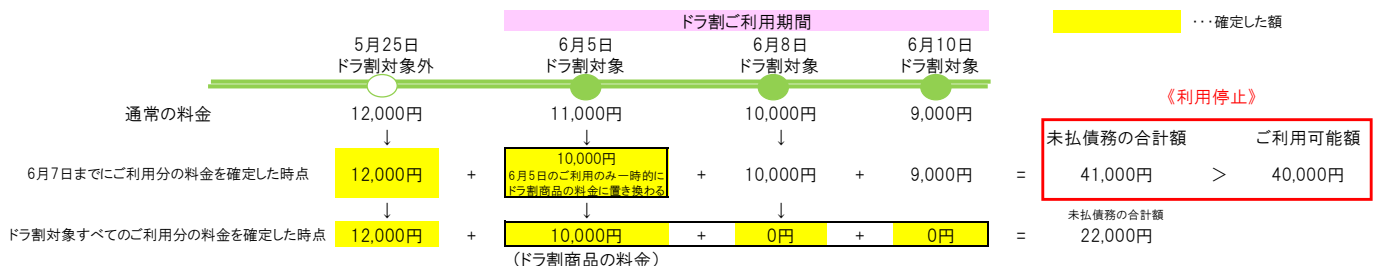 ドラ割ご利用期間
･･･確定した額
5月25日 6月5日 6月8日 6月10日
ドラ割対象外 ドラ割対象 ドラ割対象 ドラ割対象
《利用停止》
通常の料金 12,000円 11,000円 10,000円 9,000円
未払債務の合計額 ご利用可能額
↓ ↓ ↓
6月7日までにご利用分の料金を確定した時点 12,000円 + 10,000円 + 10,000円 + 9,000円 = 41,000円 > 40,000円
6月5日のご利用のみ一時的に
ドラ割商品の料金に置き換わる
↓ ↓ ↓
未払債務の合計額
ドラ割対象すべてのご利用分の料金を確定した時点 12,000円 + 10,000円 + 0円 + 0円 = 22,000円
(ドラ割商品の料金)